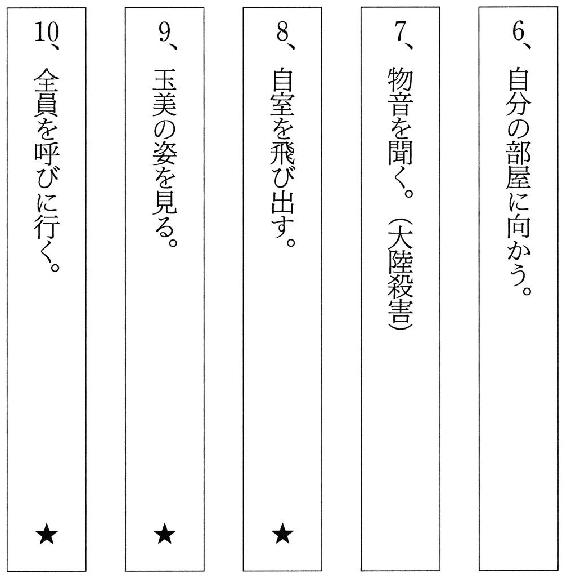 6、自分の部屋に向かう。
7、物音を聞く。（大陸殺害）
8、自室を飛び出す。 ★
9、玉美の姿を見る。 ★
10、全員を呼びに行く。 ★